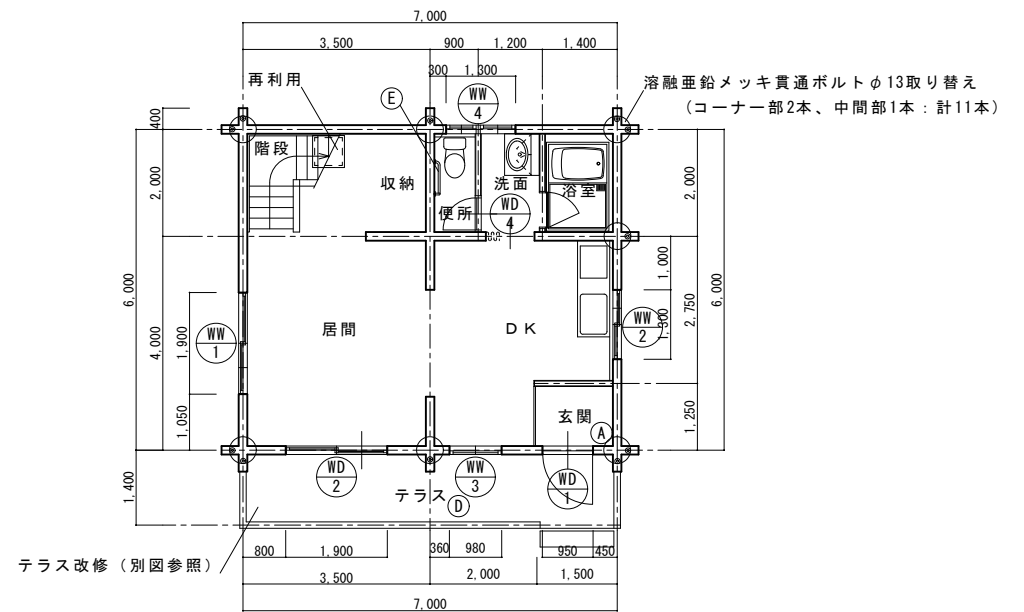 7,000
3,500 900 1,200 1,400
300 1,300
再利用
E
WW
4
溶融亜鉛メッキ貫通ボルトφ13取り替え
（コーナー部2本、中間部1本：計11本）
400
階段
収納
洗面
浴室
便所
WD
4
2,000
2,000
6,000
4,000
1,900
1,050
WW
1
居間
DK
WW
2
1,000
1,300
2,750
6,000
1,250
玄関
A
WD
2
WW
3
WD
1
テラス
D
1,400
テラス改修（別図参照）
800 1,900 360 980 950 450
3,500 2,000 1,500
7,000